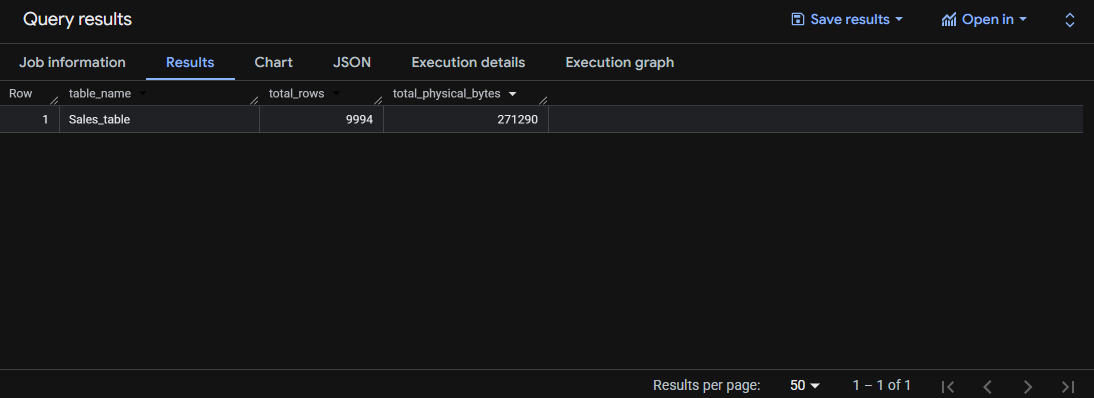 Query results Save results Open in
Job information Results Chart JSON Execution details Execution graph
Row table_name total_rows total_physical_bytes
1 Sales_table 9994 271290
Results per page: 50 1 – 1 of 1